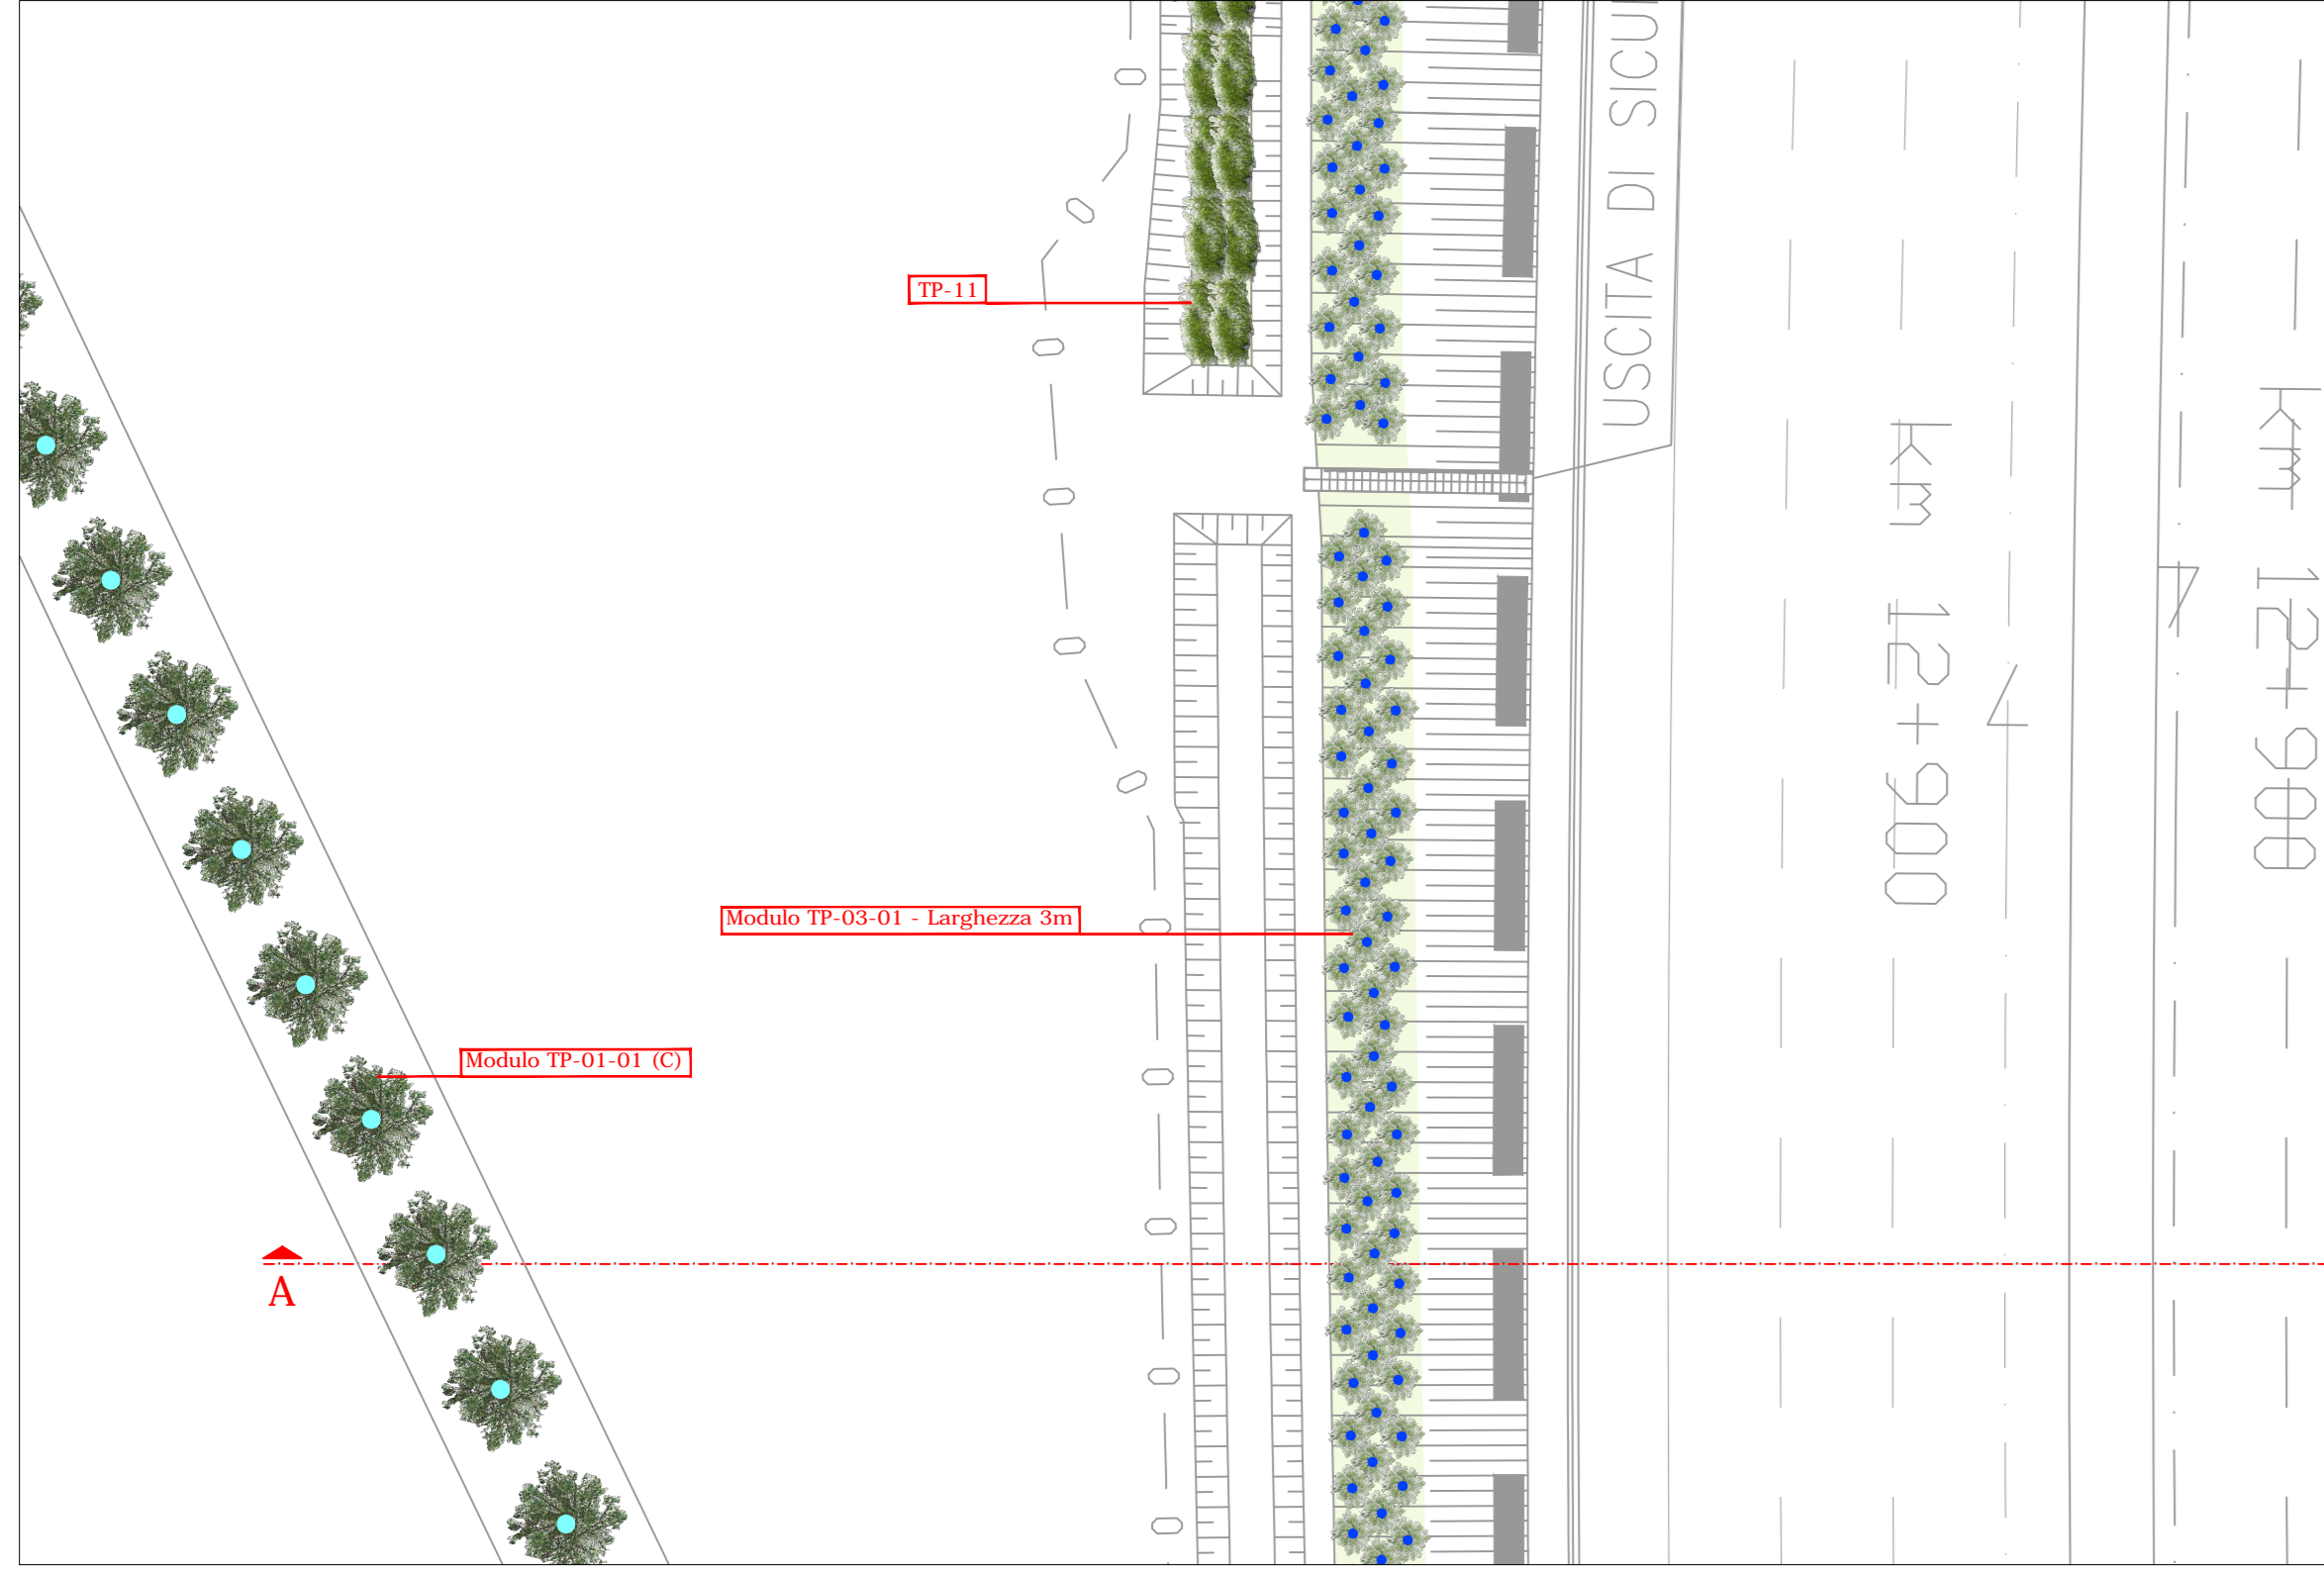 USCITA DI SICU
TP-11
km 12+900
km 12+900
Modulo TP-03-01 - Larghezza 3m
Modulo TP-01-01 (C)
A